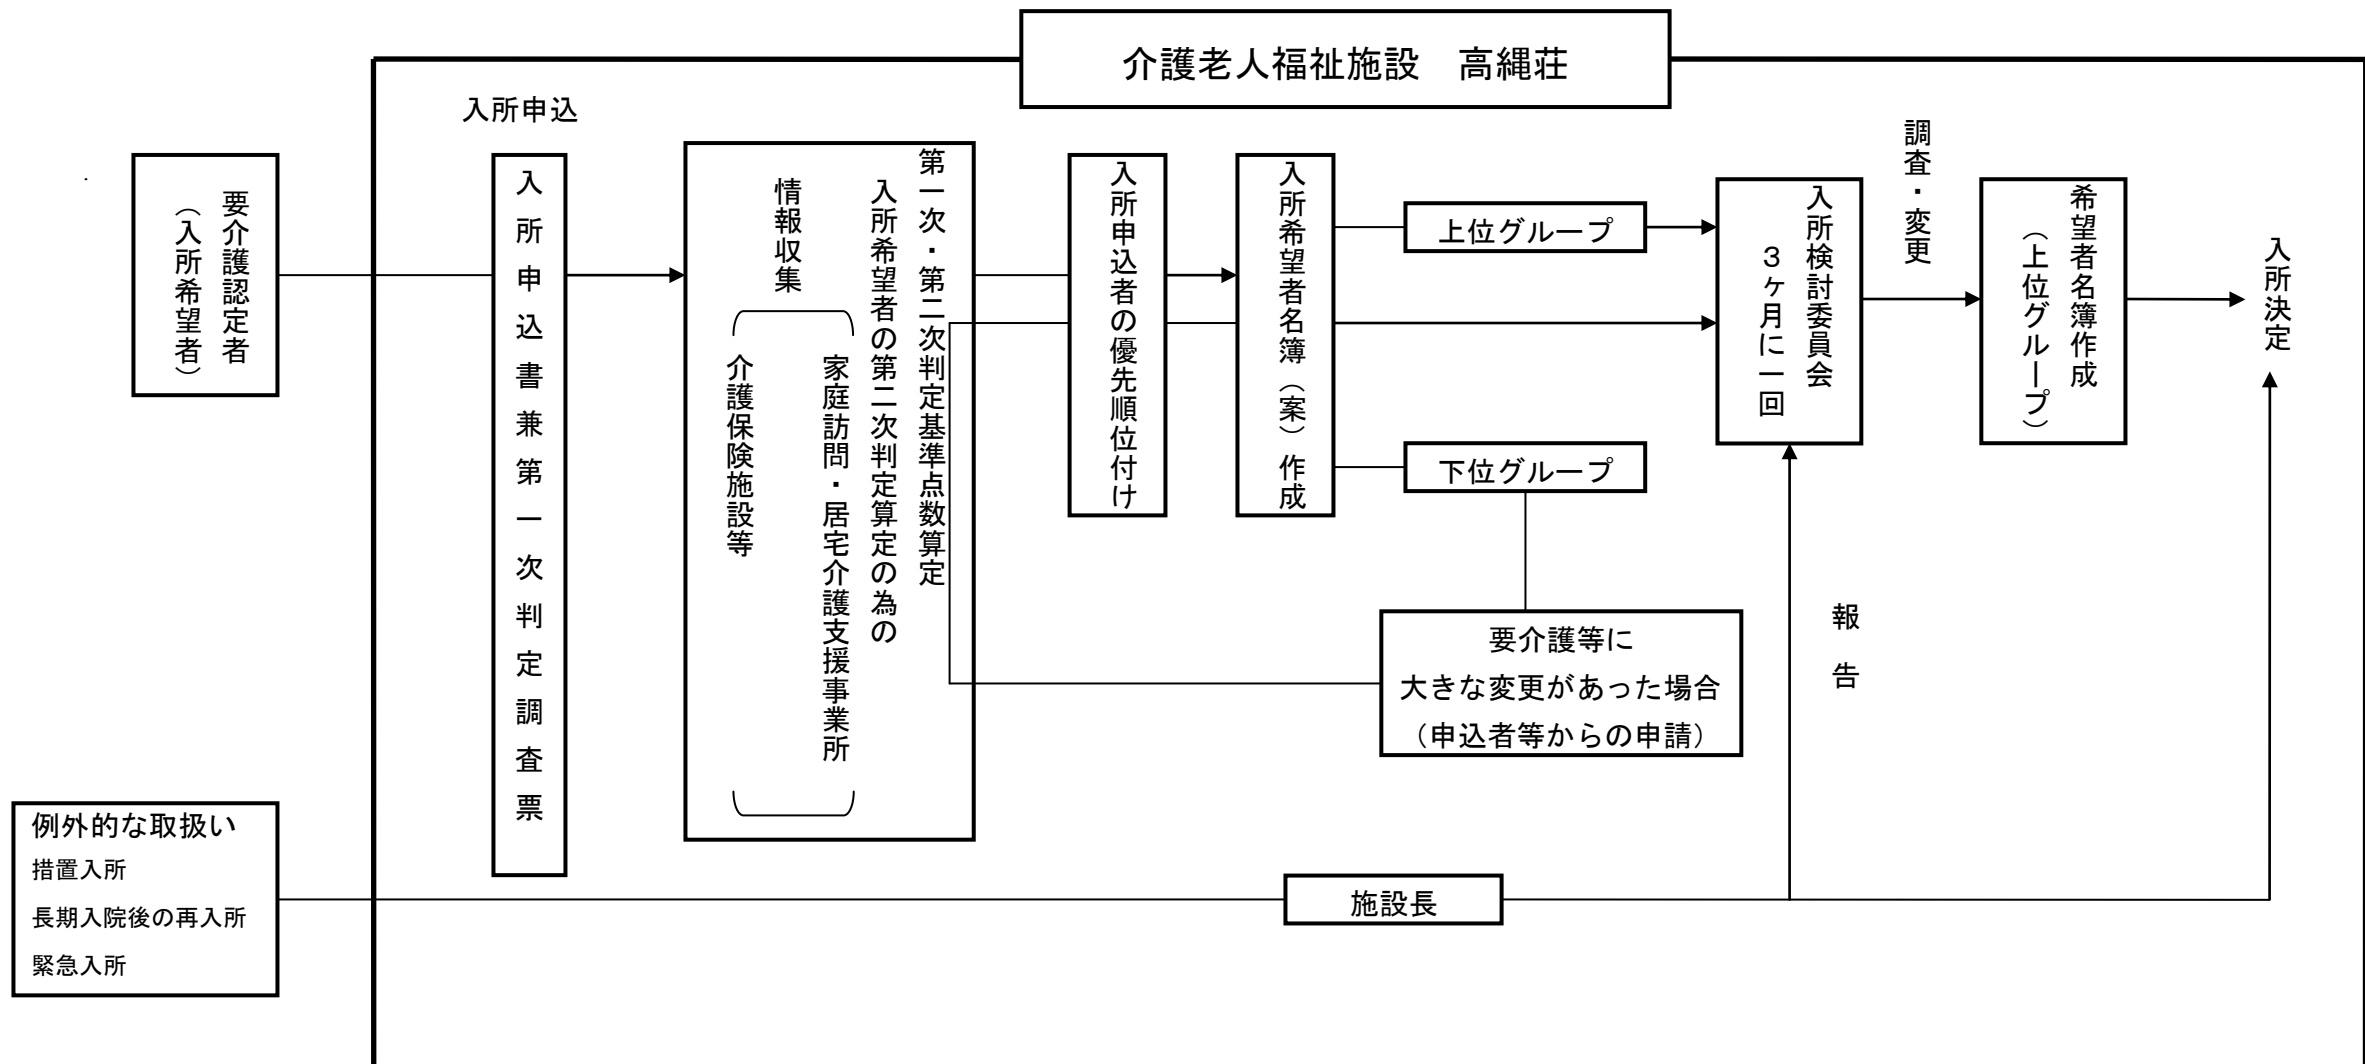 介護老人福祉施設　高縄荘
入所申込
要介護認定者
（入所希望者）
入所申込書兼第一次判定調査票
第一次・第二次判定基準点数算定
入所希望者の第二次判定算定の為の
情報収集
家庭訪問・居宅介護支援事業所
介護保険施設等
入所申込者の優先順位付け
入所希望者名簿（案）作成
上位グループ
下位グループ
要介護等に
大きな変更があった場合
（申込者等からの申請）
入所検討委員会
３ヶ月に一回
調査・変更
希望者名簿作成
（上位グループ）
入所決定
報告
例外的な取扱い
措置入所
長期入院後の再入所
緊急入所
施設長